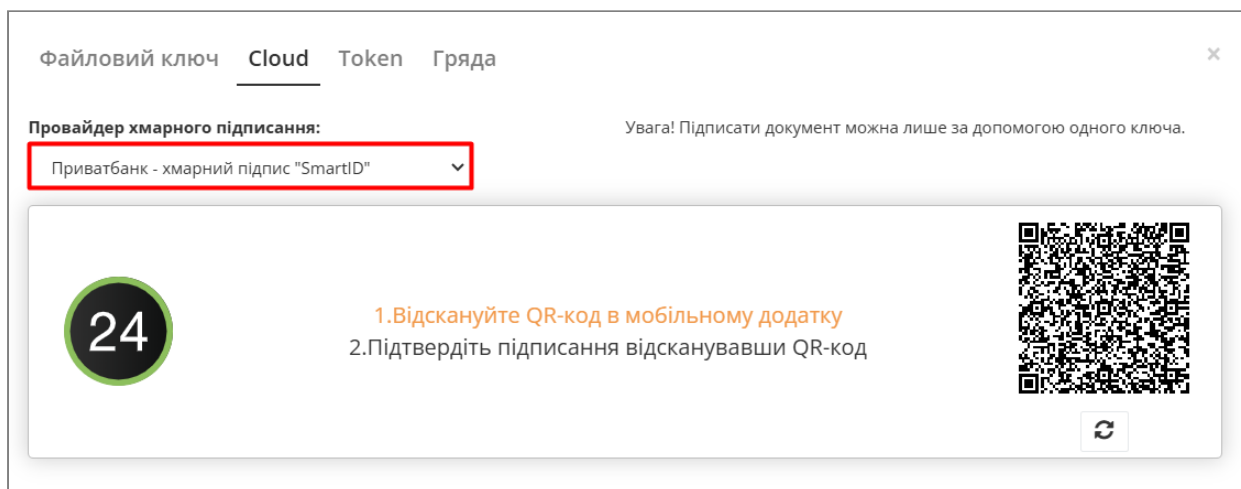 Файловий ключ Cloud Token Гряда ×
Провайдер хмарного підписання:
Увага! Підписати документ можна лише за допомогою одного ключа.
Приватбанк - хмарний підпис "SmartID"
24
1.Відскануйте QR-код в мобільному додатку
2.Підтвердіть підписання відсканувавши QR-код